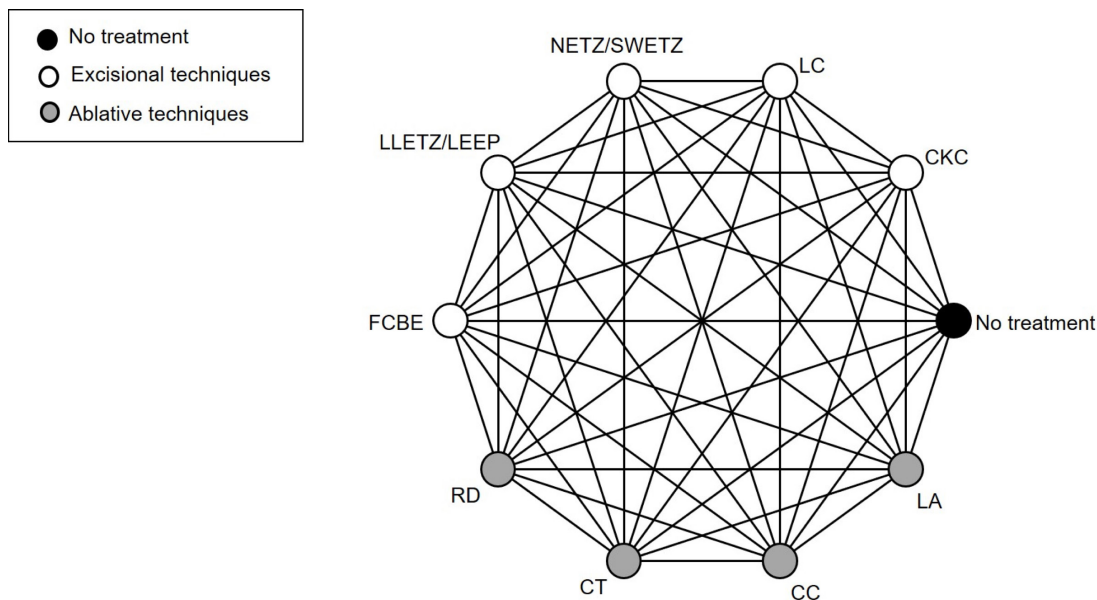 No treatment
Excisional techniques
Ablative techniques
NETZ/SWETZ
LC
LLETZ/LEEP
CKC
FCBE
No treatment
RD
LA
CT
CC